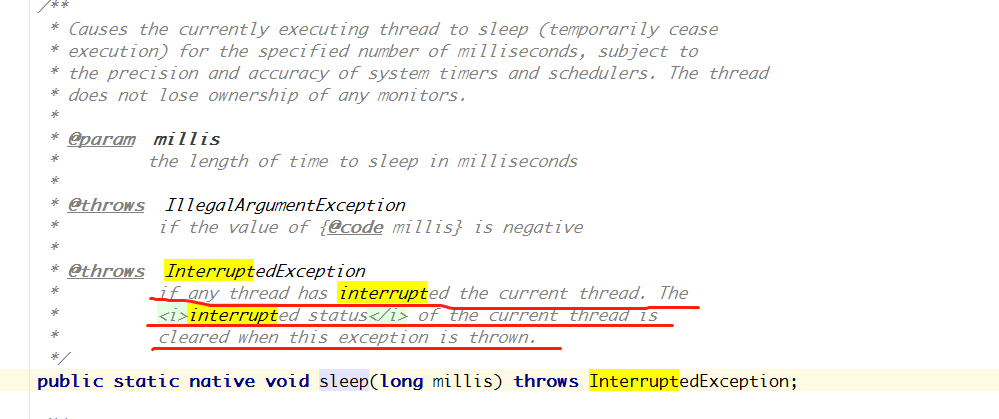 /**
* Causes the currently executing thread to sleep (temporarily cease
* execution) for the specified number of milliseconds, subject to
* the precision and accuracy of system timers and schedulers. The thread
* does not lose ownership of any monitors.
*
* @param millis
* the length of time to sleep in milliseconds
*
* @throws IllegalArgumentException
* if the value of {@code millis} is negative
*
* @throws InterruptedException
* if any thread has interrupted the current thread. The
* <i>interrupted status</i> of the current thread is
* cleared when this exception is thrown.
*/
public static native void sleep(long millis) throws InterruptedException;